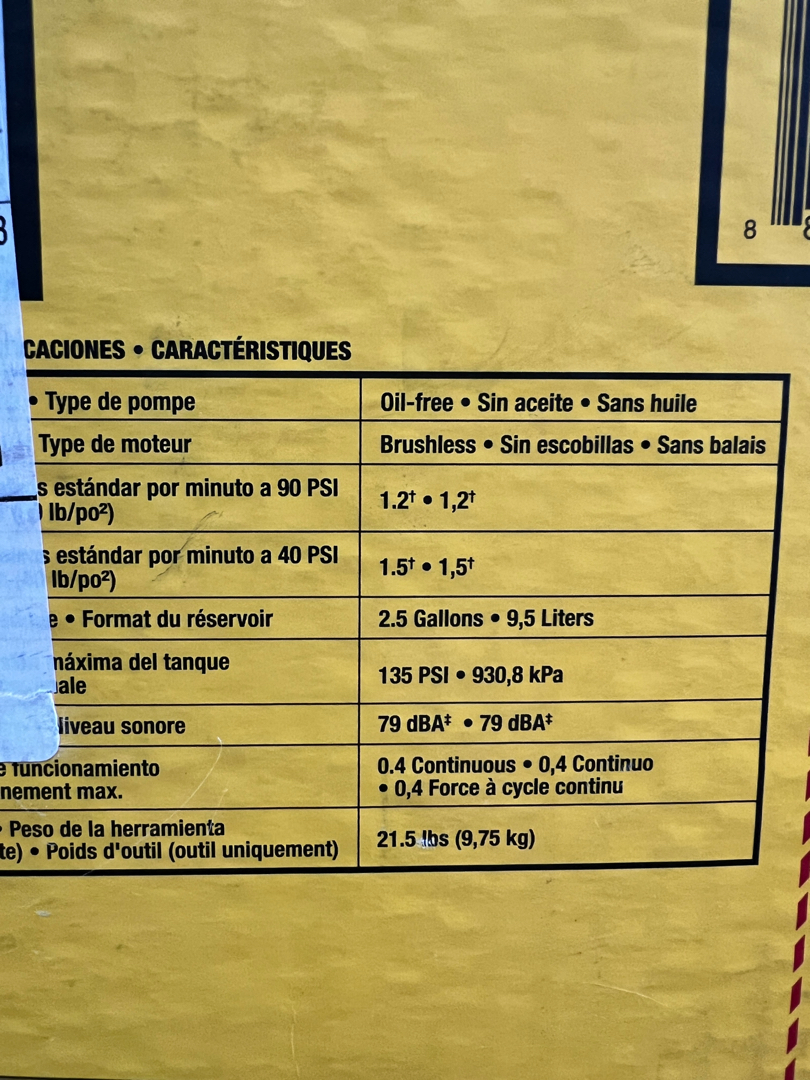 8
8
CACIONES • CARACTÉRISTIQUES
• Type de pompe
Oil-free • Sin aceite • Sans huile
Type de moteur
Brushless • Sin escobillas • Sans balais
s estándar por minuto a 90 PSI
lb/po²)
1.2† • 1,2†
s estándar por minuto a 40 PSI
lb/po²)
1.5† • 1,5†
e • Format du réservoir
2.5 Gallons • 9,5 Liters
máxima del tanque
ale
135 PSI • 930,8 kPa
Niveau sonore
79 dBA‡ • 79 dBA‡
e funcionamiento
nement max.
0.4 Continuous • 0,4 Continuo
• 0,4 Force à cycle continu
• Peso de la herramienta
te) • Poids d'outil (outil uniquement)
21.5 lbs (9,75 kg)